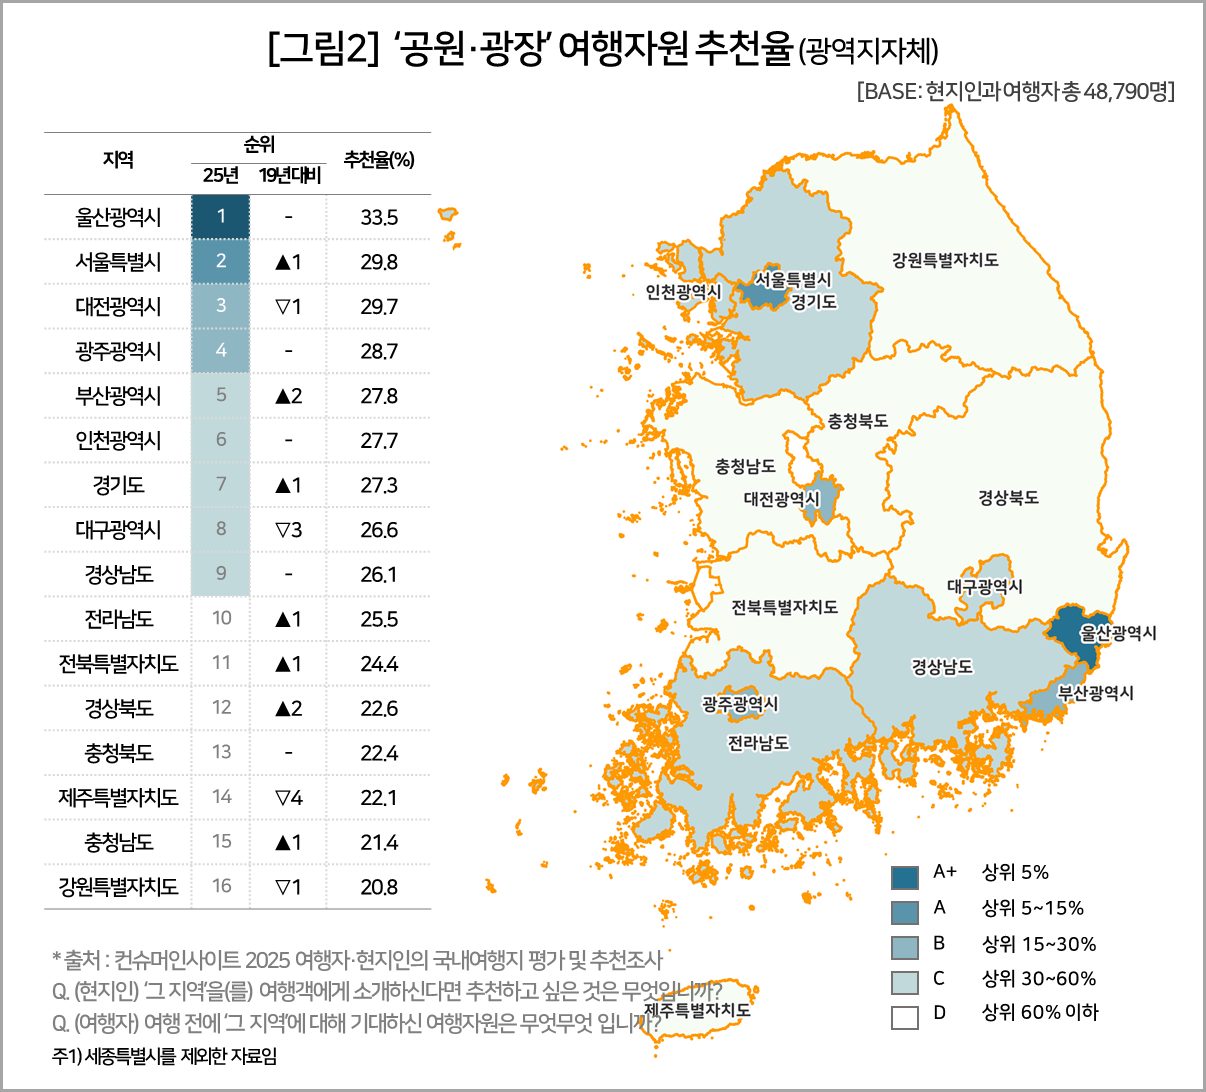 [그림2] ‘공원·광장’ 여행자원 추천율 (광역지자체)
[BASE: 현지인과 여행자 총 48,790명]
지역 순위 추천율(%)
25년 19년대비
울산광역시 1 - 33.5
서울특별시 2 ▲1 29.8
대전광역시 3 ▽1 29.7
광주광역시 4 - 28.7
부산광역시 5 ▲2 27.8
인천광역시 6 - 27.7
경기도 7 ▲1 27.3
대구광역시 8 ▽3 26.6
경상남도 9 - 26.1
전라남도 10 ▲1 25.5
전북특별자치도 11 ▲1 24.4
경상북도 12 ▲2 22.6
충청북도 13 - 22.4
제주특별자치도 14 ▽4 22.1
충청남도 15 ▲1 21.4
강원특별자치도 16 ▽1 20.8
강원특별자치도
서울특별시
인천광역시
경기도
충청북도
충청남도
대전광역시
경상북도
대구광역시
전북특별자치도
울산광역시
경상남도
부산광역시
광주광역시
전라남도
제주특별자치도
A+ 상위 5%
A 상위 5~15%
B 상위 15~30%
C 상위 30~60%
D 상위 60% 이하
* 출처 : 컨슈머인사이트 2025 여행자·현지인의 국내여행지 평가 및 추천조사
Q. (현지인) ‘그 지역’을(를) 여행객에게 소개하신다면 추천하고 싶은 것은 무엇입니까?
Q. (여행자) 여행 전에 ‘그 지역’에 대해 기대하신 여행자원은 무엇무엇 입니까?
주1) 세종특별시를 제외한 자료임